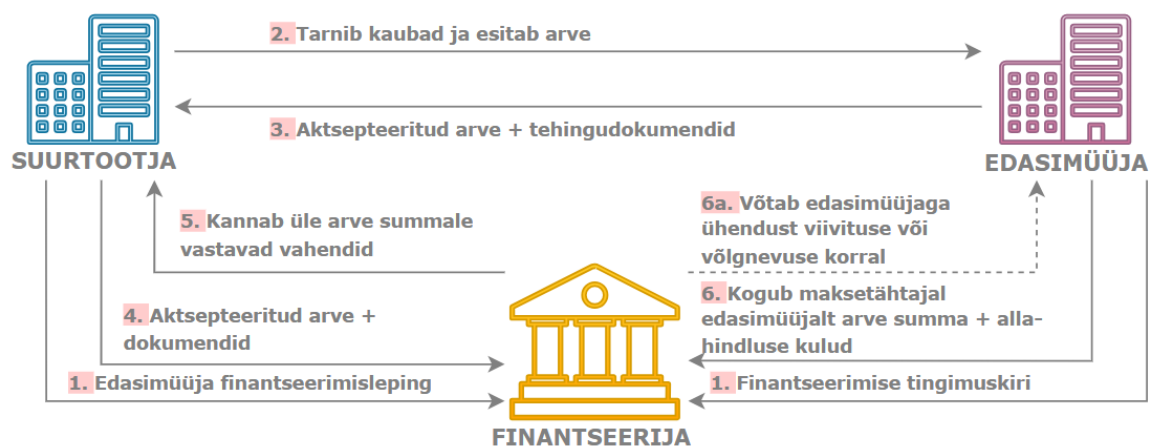 2. Tarnib kaubad ja esitab arve
3. Aktsepteeritud arve + tehingudokumendid
SUURTOOTJA
EDASIMÜÜJA
5. Kannab üle arve summale
vastavad vahendid
6a. Võtab edasimüüjaga
ühendust viivituse või
võlgnevuse korral
4. Aktsepteeritud arve +
dokumendid
6. Kogub maksetähtajal
edasimüüjalt arve summa + alla-
hindluse kulud
1. Edasimüüja finantseerimisleping
1. Finantseerimise tingimuskiri
FINANTSEERIJA